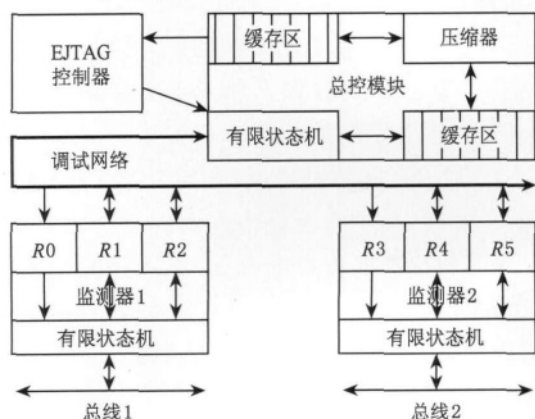 缓存区
压缩器
EJTAG
控制器
总控模块
有限状态机
缓存区
调试网络
R0 R1 R2
R3 R4 R5
监测器1
监测器2
有限状态机
有限状态机
总线1
总线2